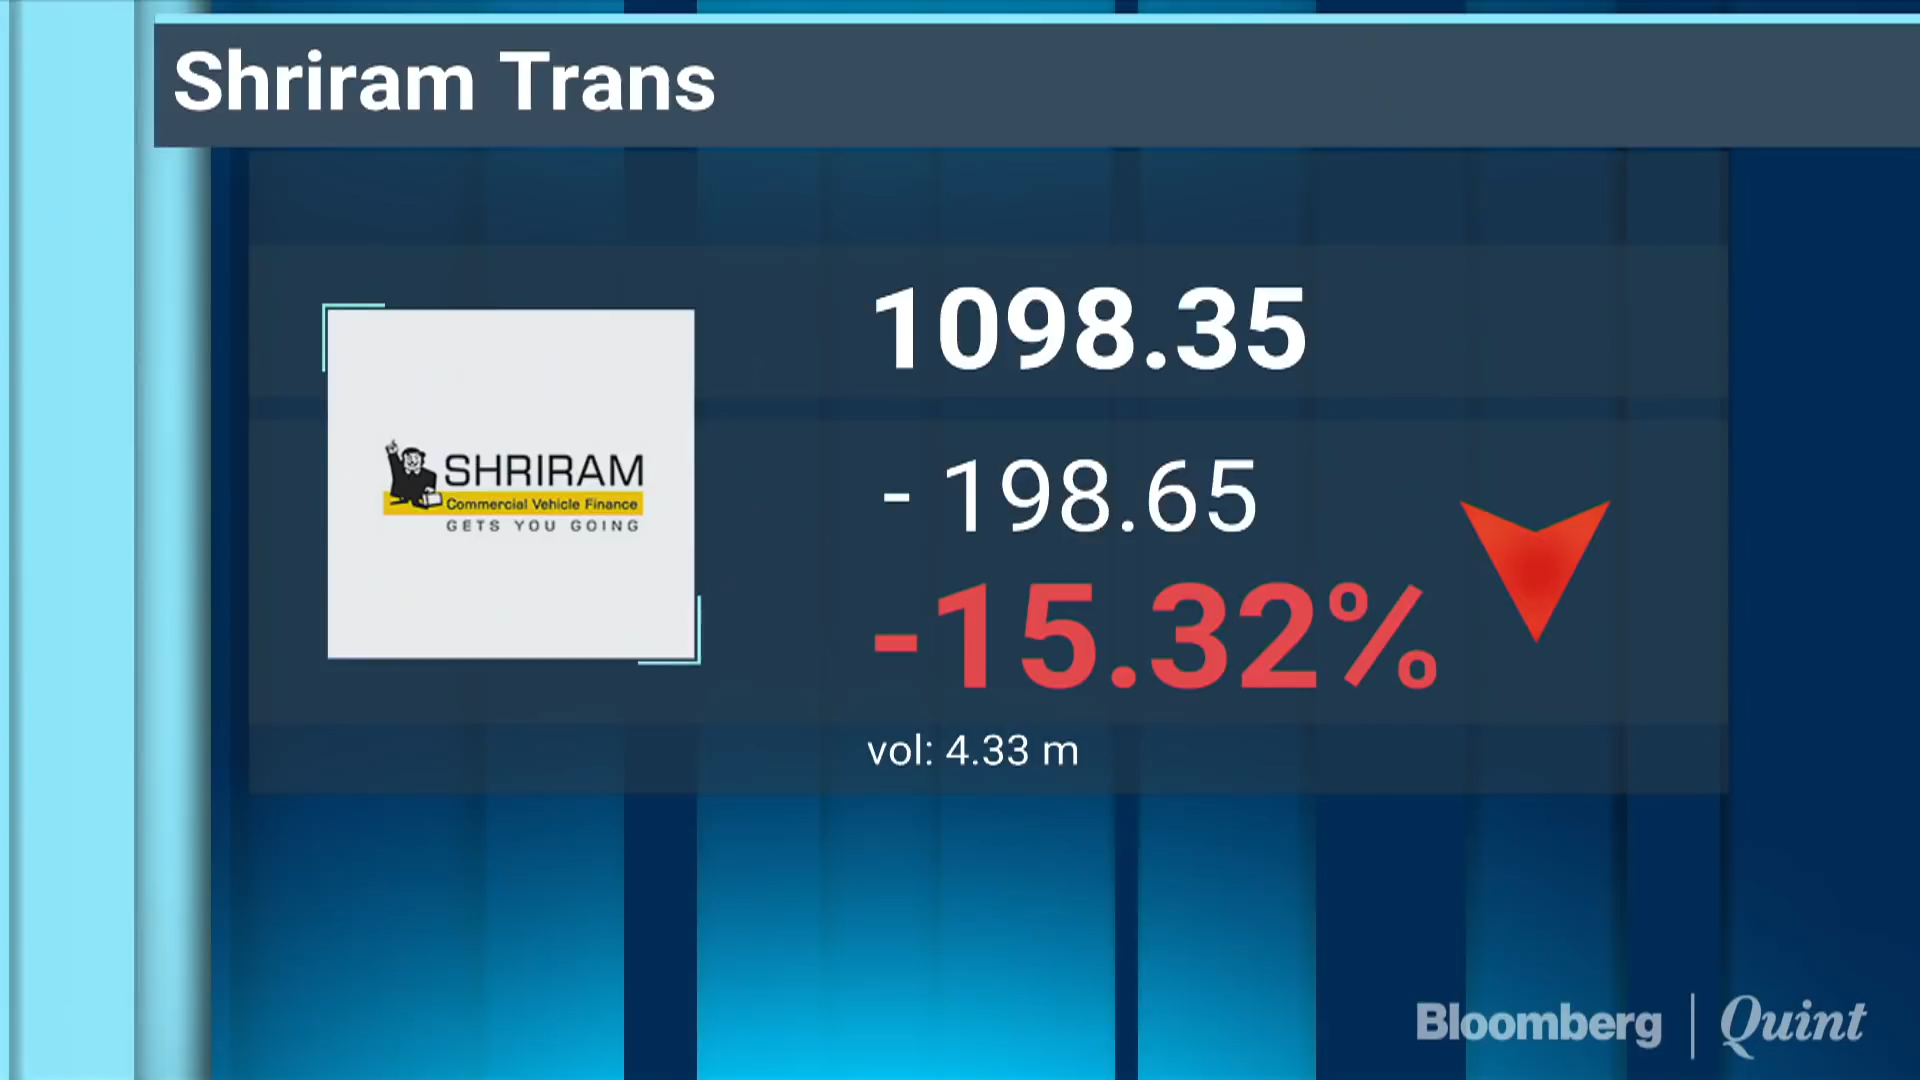 Shriram Trans
1098.35
- 198.65
-15.32%
vol: 4.33 m
SHRIRAM
Commercial Vehicle Finance
GETS YOU GOING
Bloomberg | Quint